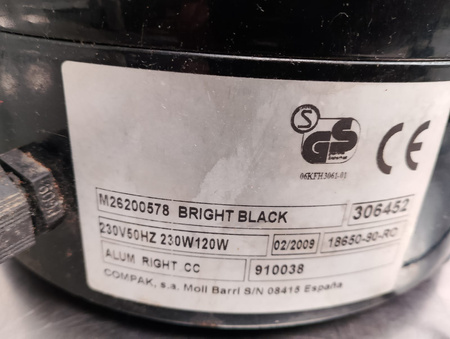 S
GS
CE
06KFH3061-01
M26200578 BRIGHT BLACK 306452
230V50HZ 230W120W 02/2009 18650-90-RO
ALUM RIGHT CC 910038
COMPAK, s.a. Moli Barri S/N 08415 España